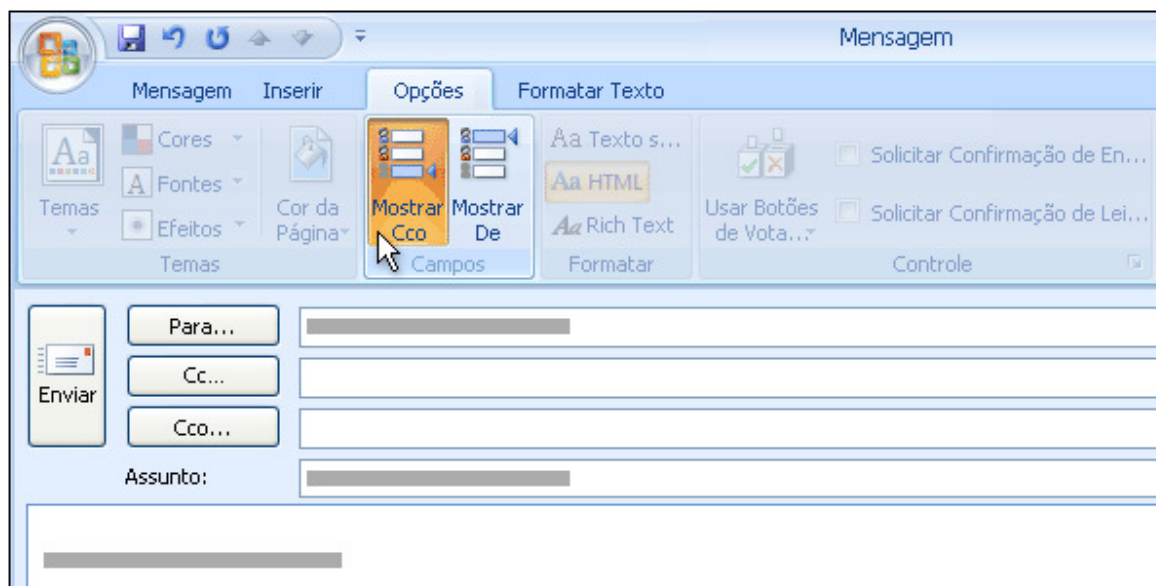 Mensagem
Mensagem Inserir Opções Formatar Texto
Aa Cores
Fontes
Efeitos
Temas
Temas
Cor da
Página
Mostrar
Cco
Mostrar
De
Campos
Aa Texto s...
Aa HTML
Aa Rich Text
Formatar
Usar Botões
de Vota...
Solicitar Confirmação de En...
Solicitar Confirmação de Lei...
Controle
Para...
Cc...
Enviar
Cco...
Assunto: